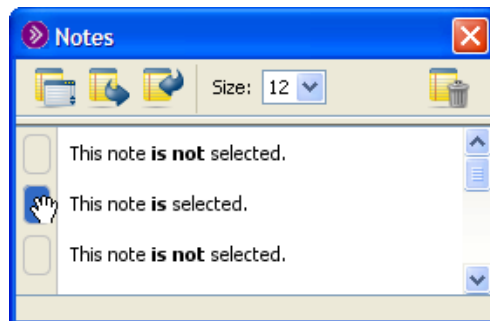 Notes
Size: 12
This note is not selected.
This note is selected.
This note is not selected.